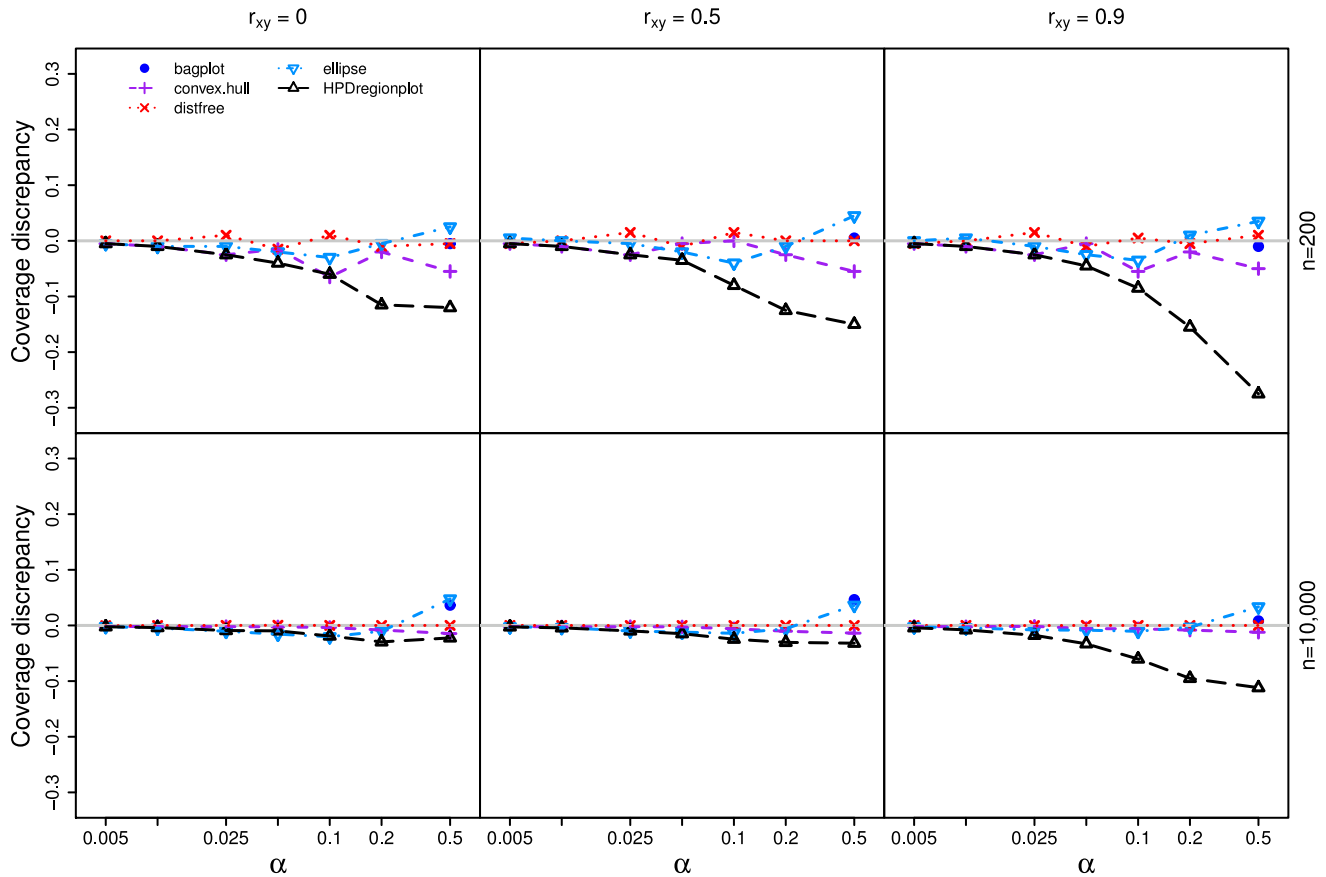 r_xy = 0
r_xy = 0.5
r_xy = 0.9
bagplot
convex.hull
distfree
ellipse
HPDregionplot
Coverage discrepancy
0.3
0.2
0.1
0.0
−0.1
−0.2
−0.3
n=200
Coverage discrepancy
0.3
0.2
0.1
0.0
−0.1
−0.2
−0.3
n=10,000
0.005 0.025 0.1 0.2 0.5
0.005 0.025 0.1 0.2 0.5
0.005 0.025 0.1 0.2 0.5
α
α
α